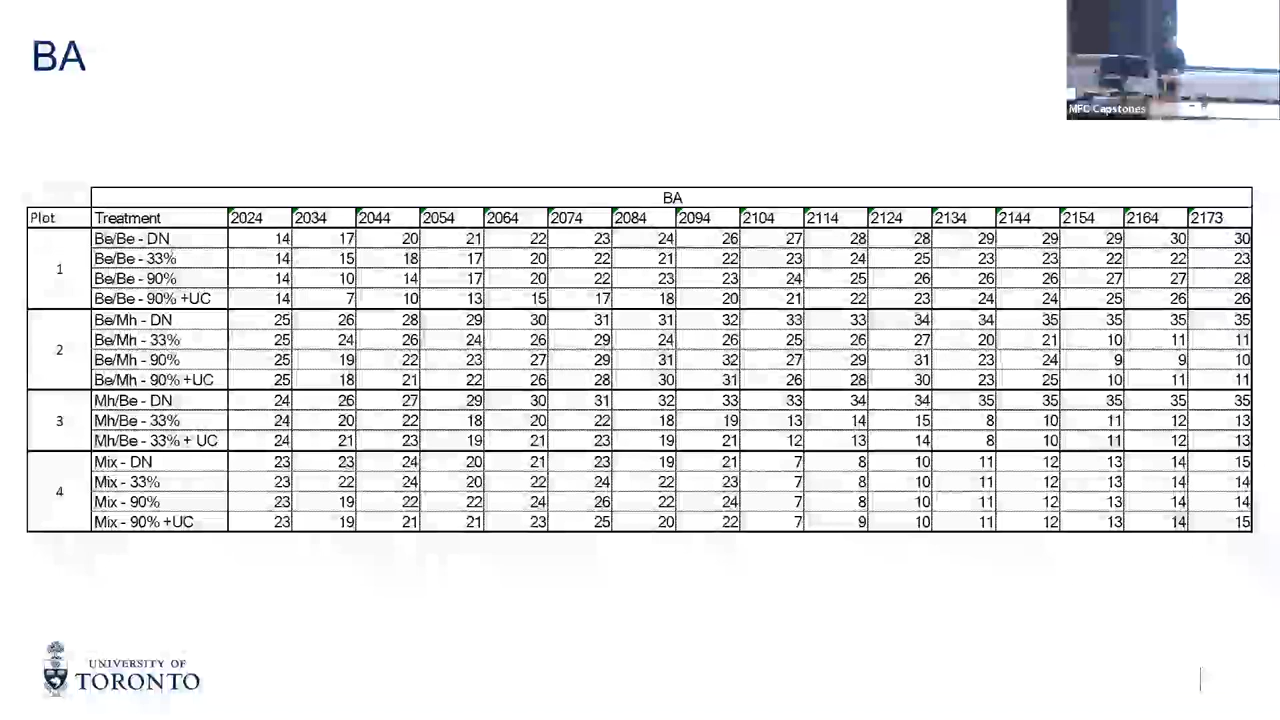 BA
MFC Capstones
BA
Plot Treatment 2024 2034 2044 2054 2064 2074 2084 2094 2104 2114 2124 2134 2144 2154 2164 2173
1
Be/Be - DN 14 17 20 21 22 23 24 26 27 28 28 29 29 29 30 30
Be/Be - 33% 14 15 18 17 20 22 21 22 23 24 25 23 23 22 22 23
Be/Be - 90% 14 10 14 17 20 22 23 23 24 25 26 26 26 27 27 28
Be/Be - 90% +UC 14 7 10 13 15 17 18 20 21 22 23 24 24 25 26 26
2
Be/Mh - DN 25 26 28 29 30 31 31 32 33 33 34 34 35 35 35 35
Be/Mh - 33% 25 24 26 24 26 29 24 26 25 26 27 20 21 10 11 11
Be/Mh - 90% 25 19 22 23 27 29 31 32 27 29 31 23 24 9 9 10
Be/Mh - 90% +UC 25 18 21 22 26 28 30 31 26 28 30 23 25 10 11 11
3
Mh/Be - DN 24 26 27 29 30 31 32 33 33 34 34 35 35 35 35 35
Mh/Be - 33% 24 20 22 18 20 22 18 19 13 14 15 8 10 11 12 13
Mh/Be - 33% + UC 24 21 23 19 21 23 19 21 12 13 14 8 10 11 12 13
4
Mix - DN 23 23 24 20 21 23 19 21 7 8 10 11 12 13 14 15
Mix - 33% 23 22 24 20 22 24 22 23 7 8 10 11 12 13 14 14
Mix - 90% 23 19 22 22 24 26 22 24 7 8 10 11 12 13 14 14
Mix - 90% +UC 23 19 21 21 23 25 20 22 7 9 10 11 12 13 14 15
UNIVERSITY OF
TORONTO